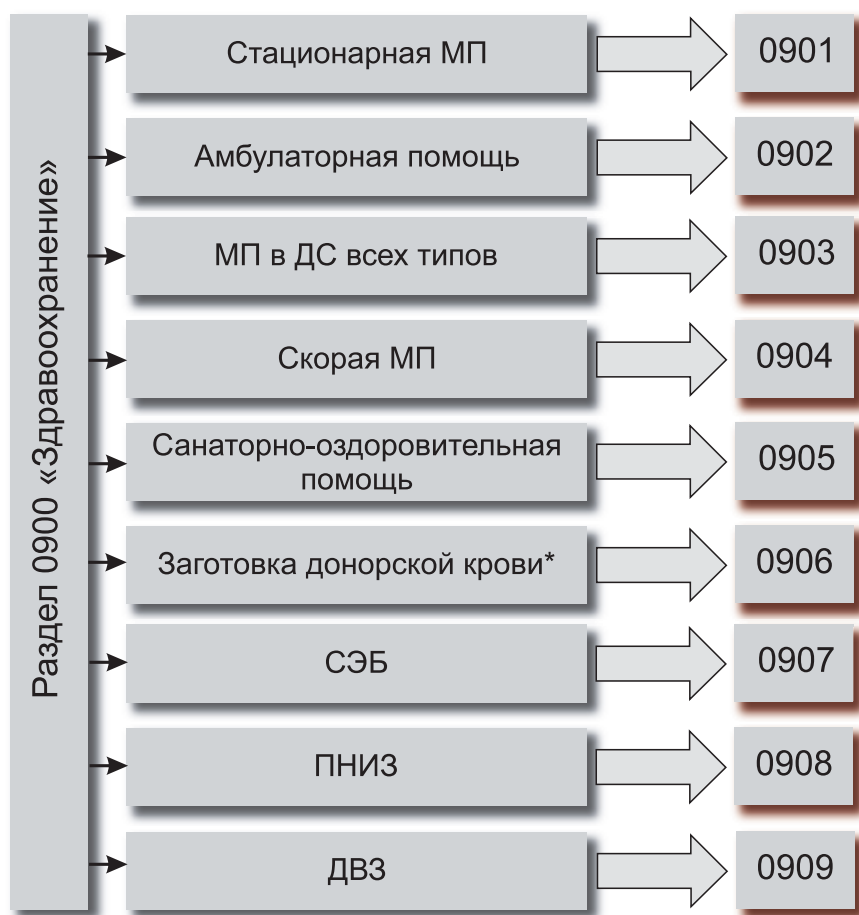 Раздел 0900 «Здравоохранение»
Стационарная МП
0901
Амбулаторная помощь
0902
МП в ДС всех типов
0903
Скорая МП
0904
Санаторно-оздоровительная
помощь
0905
Заготовка донорской крови*
0906
СЭБ
0907
ПНИЗ
0908
ДВЗ
0909